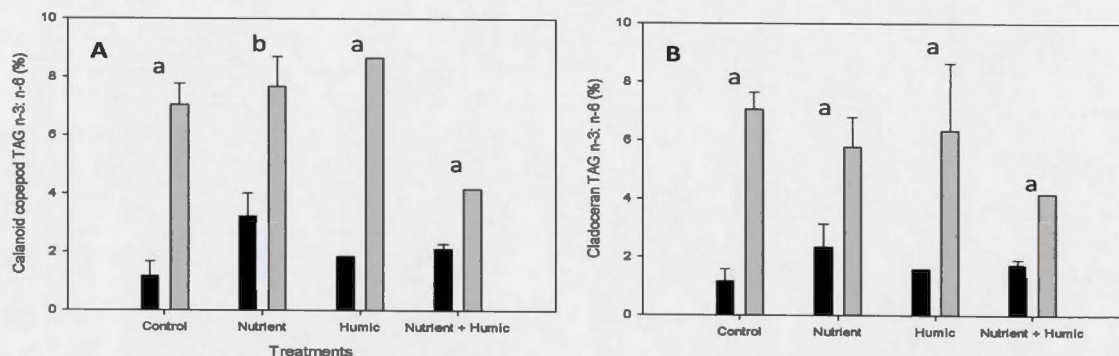 A
Calanoid copepod TAG n-3: n-6 (%)
10
8
6
4
2
0
a
b
a
a
Control
Nutrient
Humic
Nutrient + Humic
Treatments
B
Cladoceran TAG n-3: n-6 (%)
10
8
6
4
2
0
a
a
a
a
Control
Nutrient
Humic
Nutrient + Humic